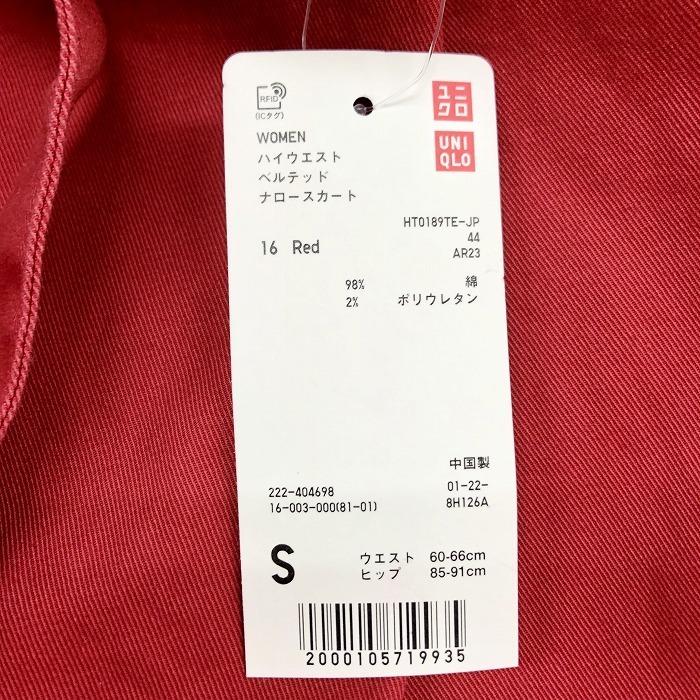 RFID
(ICタグ)
ユニ
クロ
UNI
QLO
WOMEN
ハイウエスト
ベルテッド
ナロースカート
HT0189TE-JP
16 Red
44
AR23
98% 綿
2% ポリウレタン
中国製
222-404698 01-22-
16-003-000(81-01) 8H126A
S
ウエスト 60-66cm
ヒップ 85-91cm
2000105719935